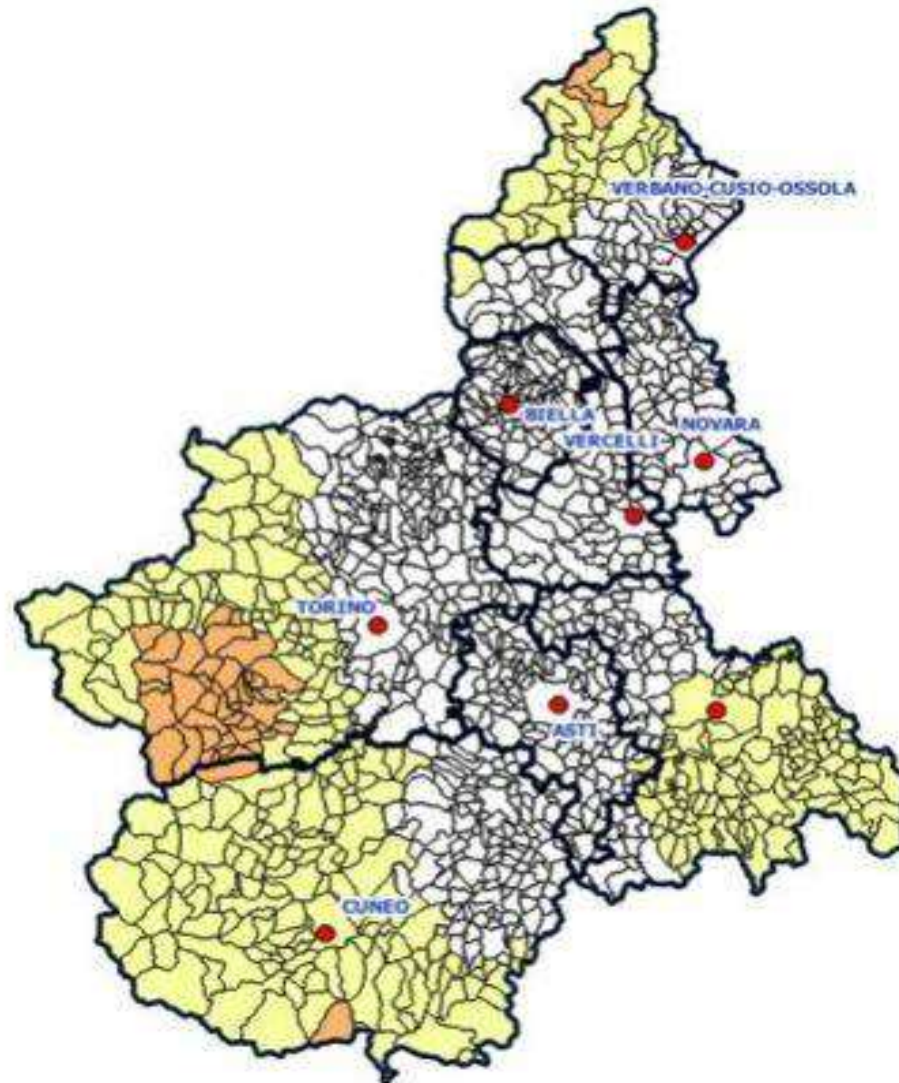 VERBANO-CUSIO-OSSOLA
BIELLA
NOVARA
VERCELLI
TORINO
ASTI
CUNEO